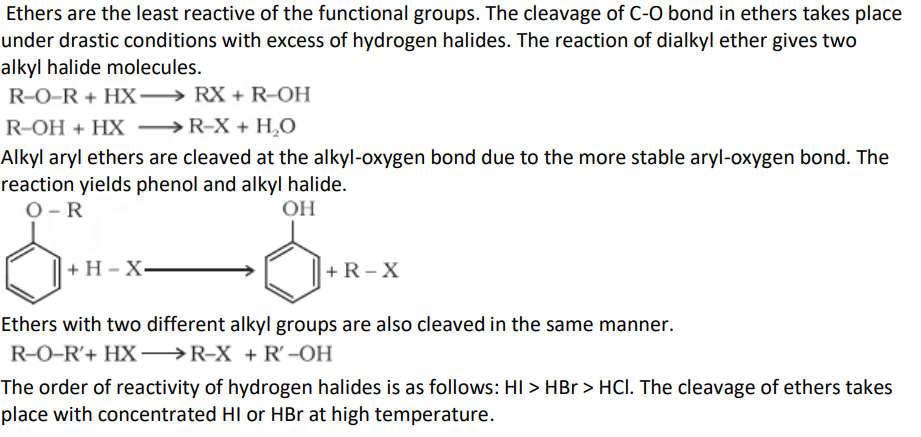 Ethers are the least reactive of the functional groups. The cleavage of C-O bond in ethers takes place
under drastic conditions with excess of hydrogen halides. The reaction of dialkyl ether gives two
alkyl halide molecules.
R–O–R + HX ⟶ RX + R–OH
R–OH + HX ⟶ R–X + H₂O
Alkyl aryl ethers are cleaved at the alkyl-oxygen bond due to the more stable aryl-oxygen bond. The
reaction yields phenol and alkyl halide.
O – R OH
+ H – X ⟶ + R – X
Ethers with two different alkyl groups are also cleaved in the same manner.
R–O–R′+ HX ⟶ R–X + R′–OH
The order of reactivity of hydrogen halides is as follows: HI > HBr > HCl. The cleavage of ethers takes
place with concentrated HI or HBr at high temperature.